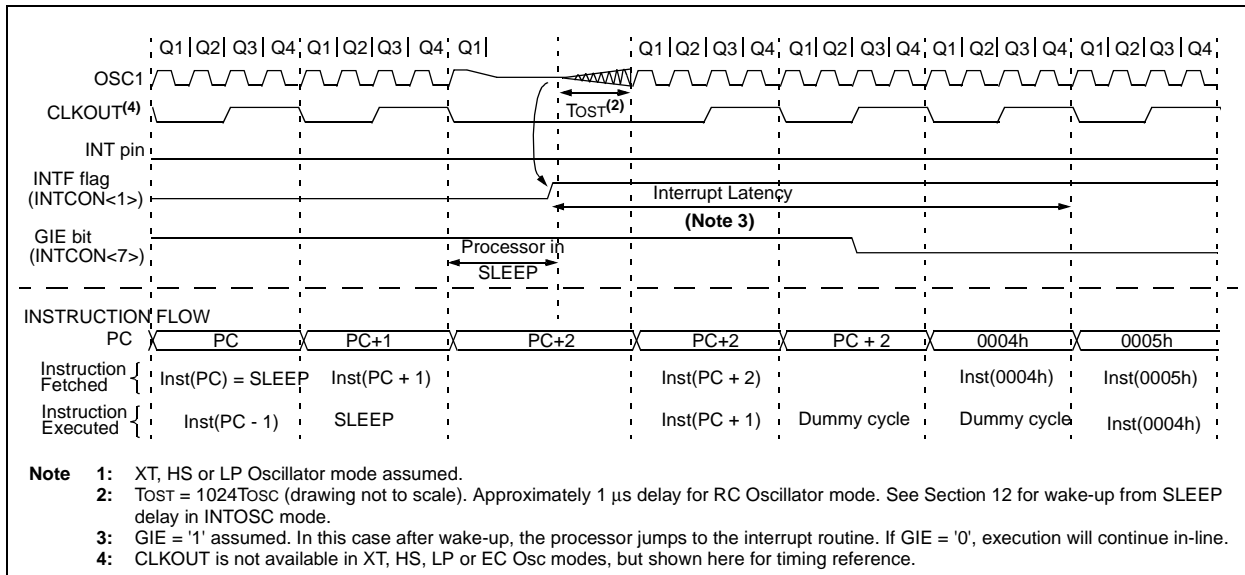 Q1 Q2 Q3 Q4 Q1 Q2 Q3 Q4 Q1 Q1 Q2 Q3 Q4 Q1 Q2 Q3 Q4 Q1 Q2 Q3 Q4 Q1 Q2 Q3 Q4
OSC1
CLKOUT(4)
TOST(2)
INT pin
INTF flag
(INTCON<1>)
Interrupt Latency
(Note 3)
GIE bit
(INTCON<7>)
Processor in
SLEEP
INSTRUCTION FLOW
PC PC PC+1 PC+2 PC+2 PC + 2 0004h 0005h
Instruction
Fetched { Inst(PC) = SLEEP Inst(PC + 1) Inst(PC + 2) Inst(0004h) Inst(0005h)
Instruction
Executed { Inst(PC - 1) SLEEP Inst(PC + 1) Dummy cycle Dummy cycle Inst(0004h)
Note 1: XT, HS or LP Oscillator mode assumed.
2: TOST = 1024TOSC (drawing not to scale). Approximately 1 µs delay for RC Oscillator mode. See Section 12 for wake-up from SLEEP
delay in INTOSC mode.
3: GIE = '1' assumed. In this case after wake-up, the processor jumps to the interrupt routine. If GIE = '0', execution will continue in-line.
4: CLKOUT is not available in XT, HS, LP or EC Osc modes, but shown here for timing reference.